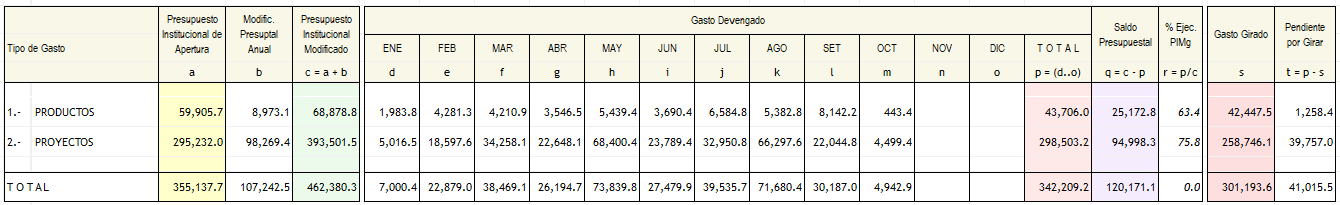 Tipo de Gasto | Presupuesto Institucional de Apertura | Modific. Presuptal Anual | Presupuesto Institucional Modificado | Gasto Devengado | Saldo Presupuestal | % Ejec. PIMg | Gasto Girado | Pendiente por Girar
ENE | FEB | MAR | ABR | MAY | JUN | JUL | AGO | SET | OCT | NOV | DIC | T O T A L
a | b | c = a + b | d | e | f | g | h | i | j | k | l | m | n | o | p = (d..o) | q = c - p | r = p/c | s | t = p - s
1.- PRODUCTOS | 59,905.7 | 8,973.1 | 68,878.8 | 1,983.8 | 4,281.3 | 4,210.9 | 3,546.5 | 5,439.4 | 3,690.4 | 6,584.8 | 5,382.8 | 8,142.2 | 443.4 | 43,706.0 | 25,172.8 | 63.4 | 42,447.5 | 1,258.4
2.- PROYECTOS | 295,232.0 | 98,269.4 | 393,501.5 | 5,016.5 | 18,597.6 | 34,258.1 | 22,648.1 | 68,400.4 | 23,789.4 | 32,950.8 | 66,297.6 | 22,044.8 | 4,499.4 | 298,503.2 | 94,998.3 | 75.8 | 258,746.1 | 39,757.0
T O T A L | 355,137.7 | 107,242.5 | 462,380.3 | 7,000.4 | 22,879.0 | 38,469.1 | 26,194.7 | 73,839.8 | 27,479.9 | 39,535.7 | 71,680.4 | 30,187.0 | 4,942.9 | 342,209.2 | 120,171.1 | 0.0 | 301,193.6 | 41,015.5